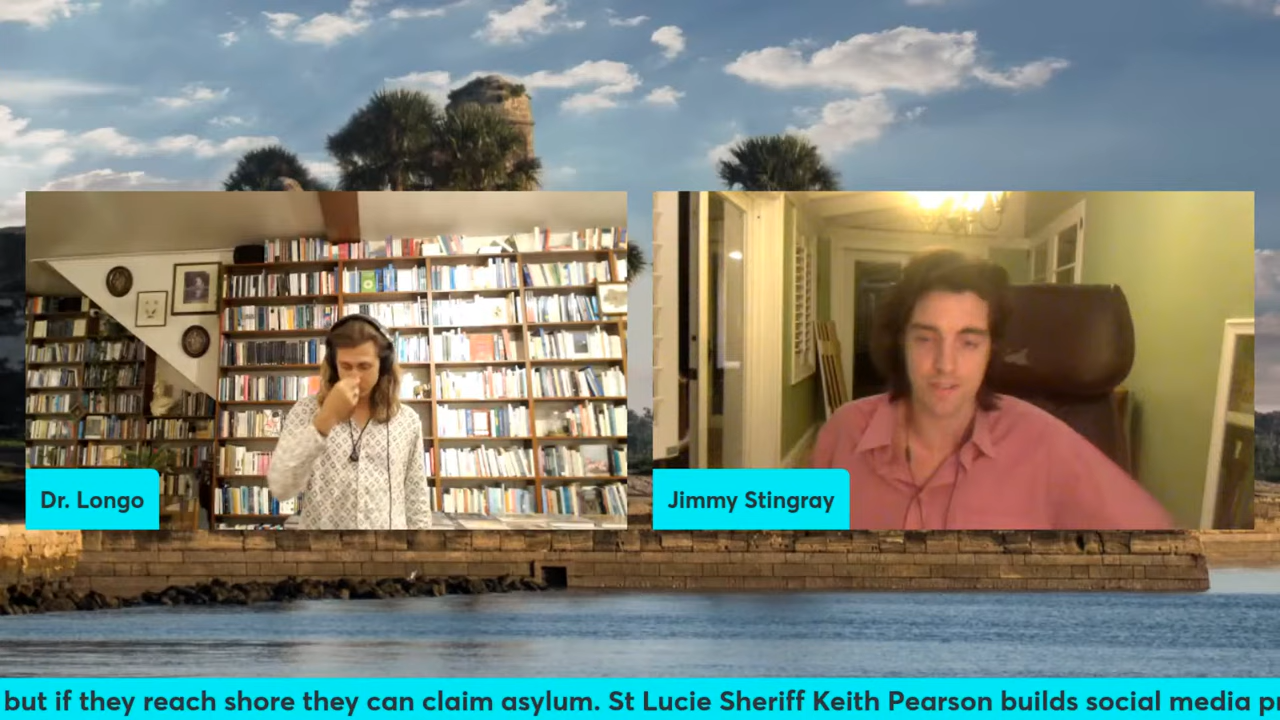 Dr. Longo
Jimmy Stingray
but if they reach shore they can claim asylum. St Lucie Sheriff Keith Pearson builds social media